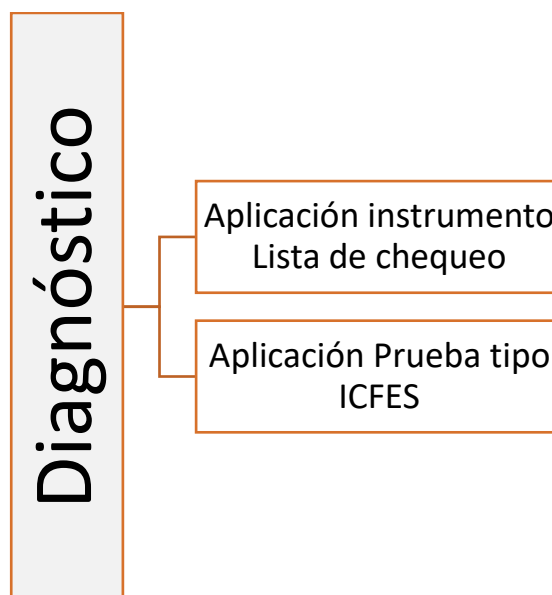 Diagnóstico
Aplicación instrumento
Lista de chequeo
Aplicación Prueba tipo
ICFES